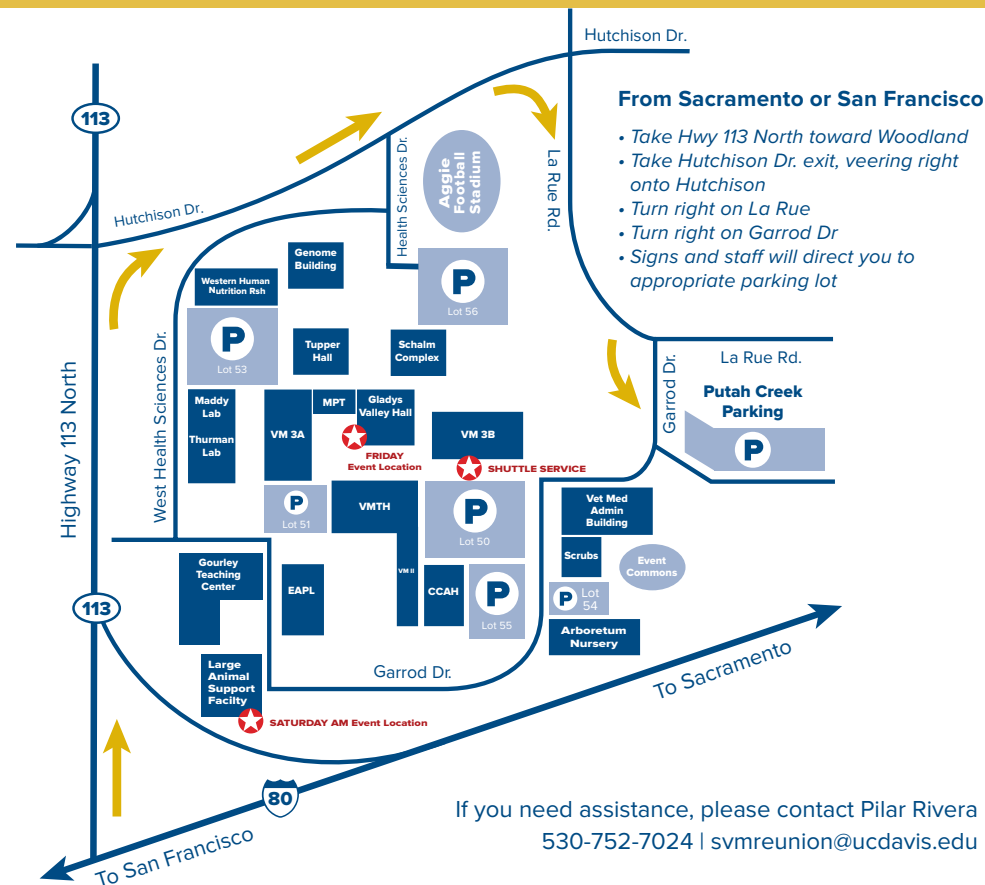 Hutchison Dr.
From Sacramento or San Francisco
• Take Hwy 113 North toward Woodland
• Take Hutchison Dr. exit, veering right
onto Hutchison
• Turn right on La Rue
• Turn right on Garrod Dr
• Signs and staff will direct you to
appropriate parking lot
113
Hutchison Dr.
Health Sciences Dr.
Aggie
Football
Stadium
La Rue Rd.
Genome
Building
Western Human
Nutrition Rsh
P
Lot 56
P
Lot 53
Tupper
Hall
Schalm
Complex
La Rue Rd.
Garrod Dr.
Putah Creek
Parking
P
Highway 113 North
West Health Sciences Dr.
Maddy
Lab
Thurman
Lab
VM 3A
MPT
Gladys
Valley Hall
FRIDAY
Event Location
VM 3B
SHUTTLE SERVICE
P
Lot 51
VMTH
P
Lot 50
Vet Med
Admin
Building
Scrubs
Event
Commons
Gourley
Teaching
Center
EAPL
VM II
CCAH
P
Lot 55
P
Lot
54
Arboretum
Nursery
113
Large
Animal
Support
Facilty
Garrod Dr.
SATURDAY AM Event Location
To Sacramento
80
To San Francisco
If you need assistance, please contact Pilar Rivera
530-752-7024 | svmreunion@ucdavis.edu